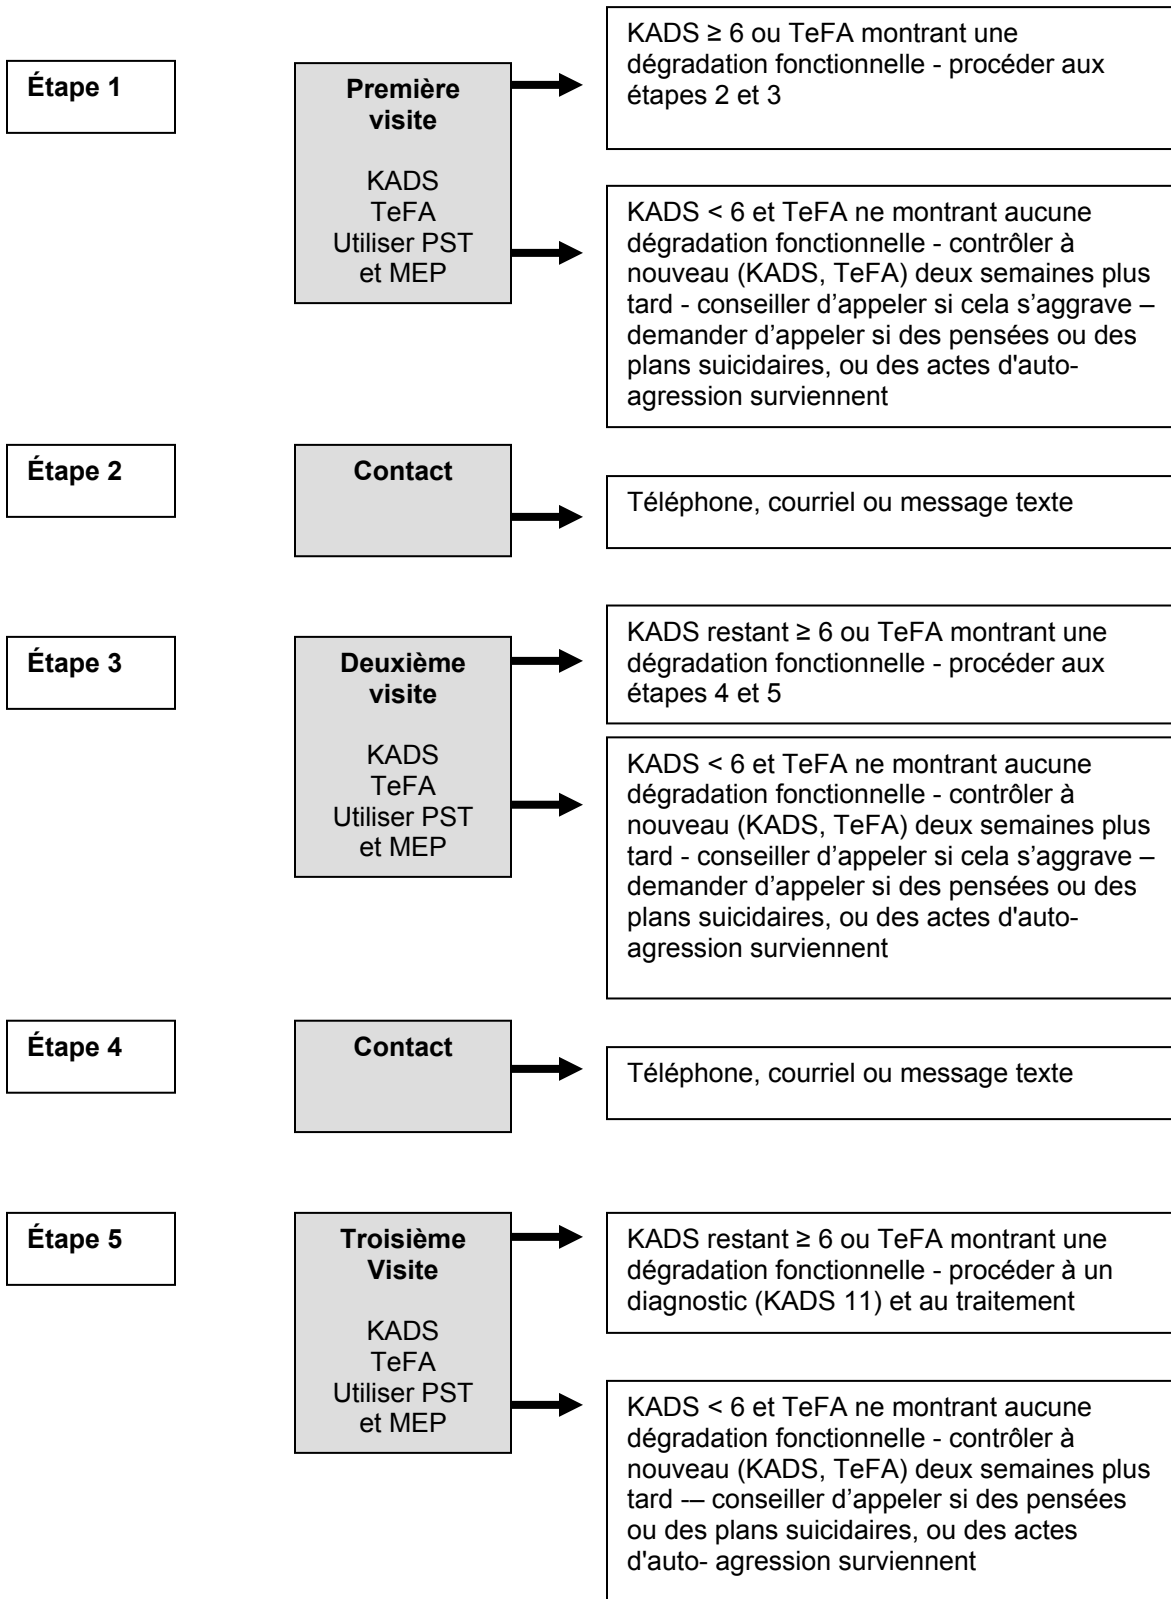 Étape 1
Première
visite
KADS
TeFA
Utiliser PST
et MEP
KADS ≥ 6 ou TeFA montrant une
dégradation fonctionnelle - procéder aux
étapes 2 et 3
KADS < 6 et TeFA ne montrant aucune
dégradation fonctionnelle - contrôler à
nouveau (KADS, TeFA) deux semaines plus
tard - conseiller d’appeler si cela s’aggrave –
demander d’appeler si des pensées ou des
plans suicidaires, ou des actes d'auto-
agression surviennent
Étape 2
Contact
Téléphone, courriel ou message texte
Étape 3
Deuxième
visite
KADS
TeFA
Utiliser PST
et MEP
KADS restant ≥ 6 ou TeFA montrant une
dégradation fonctionnelle - procéder aux
étapes 4 et 5
KADS < 6 et TeFA ne montrant aucune
dégradation fonctionnelle - contrôler à
nouveau (KADS, TeFA) deux semaines plus
tard - conseiller d’appeler si cela s’aggrave –
demander d’appeler si des pensées ou des
plans suicidaires, ou des actes d'auto-
agression surviennent
Étape 4
Contact
Téléphone, courriel ou message texte
Étape 5
Troisième
Visite
KADS
TeFA
Utiliser PST
et MEP
KADS restant ≥ 6 ou TeFA montrant une
dégradation fonctionnelle - procéder à un
diagnostic (KADS 11) et au traitement
KADS < 6 et TeFA ne montrant aucune
dégradation fonctionnelle - contrôler à
nouveau (KADS, TeFA) deux semaines plus
tard -– conseiller d’appeler si des pensées
ou des plans suicidaires, ou des actes
d'auto- agression surviennent